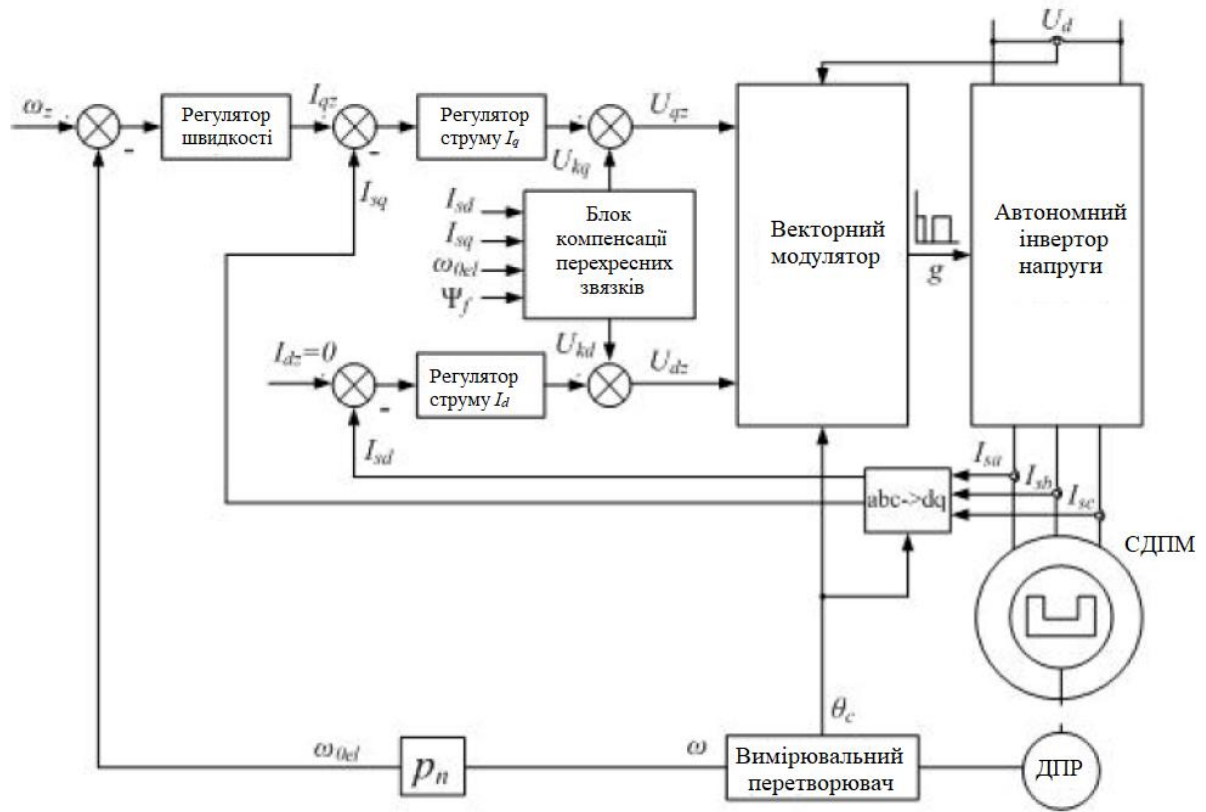 U_d
ω_z
Регулятор
швидкості
I_qz
Регулятор
струму I_q
U_qz
-
-
U_kq
I_sq
I_sd
I_sq
ω_0el
Ψ_f
Блок
компенсації
перехресних
звязків
Векторний
модулятор
g
Автономний
інвертор
напруги
I_dz=0
Регулятор
струму I_d
U_kd
U_dz
-
I_sd
abc->dq
I_sa
I_sb
I_sc
СДПМ
θ_c
ω_0el
p_n
ω
Вимірювальний
перетворювач
ДПР